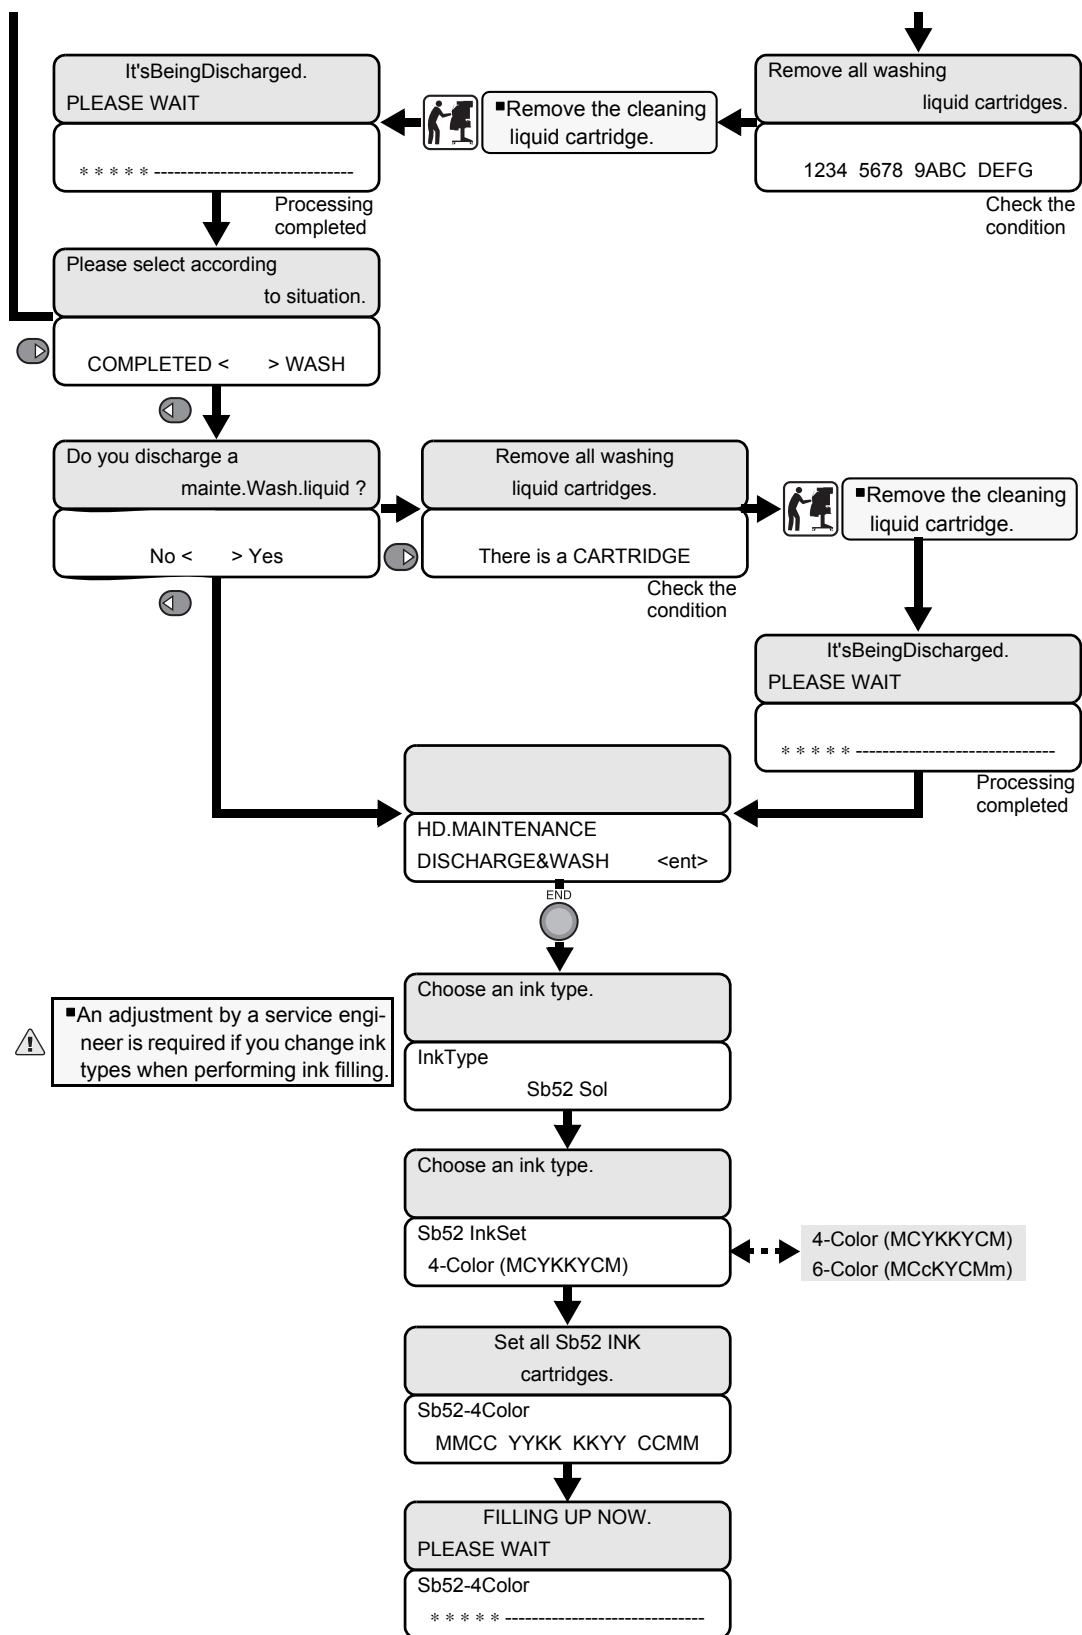 Remove all washing
liquid cartridges.
1234 5678 9ABC DEFG
Check the
condition
■Remove the cleaning
liquid cartridge.
It'sBeingDischarged.
PLEASE WAIT
* * * * * ------------------------------
Processing
completed
Please select according
to situation.
COMPLETED < > WASH
Do you discharge a
mainte.Wash.liquid ?
No < > Yes
Remove all washing
liquid cartridges.
There is a CARTRIDGE
Check the
condition
■Remove the cleaning
liquid cartridge.
It'sBeingDischarged.
PLEASE WAIT
* * * * * ------------------------------
Processing
completed
HD.MAINTENANCE
DISCHARGE&WASH <ent>
END
■An adjustment by a service engi-
neer is required if you change ink
types when performing ink filling.
Choose an ink type.
InkType
Sb52 Sol
Choose an ink type.
Sb52 InkSet
4-Color (MCYKKYCM)
4-Color (MCYKKYCM)
6-Color (MCcKYCMm)
Set all Sb52 INK
cartridges.
Sb52-4Color
MMCC YYKK KKYY CCMM
FILLING UP NOW.
PLEASE WAIT
Sb52-4Color
* * * * * ------------------------------